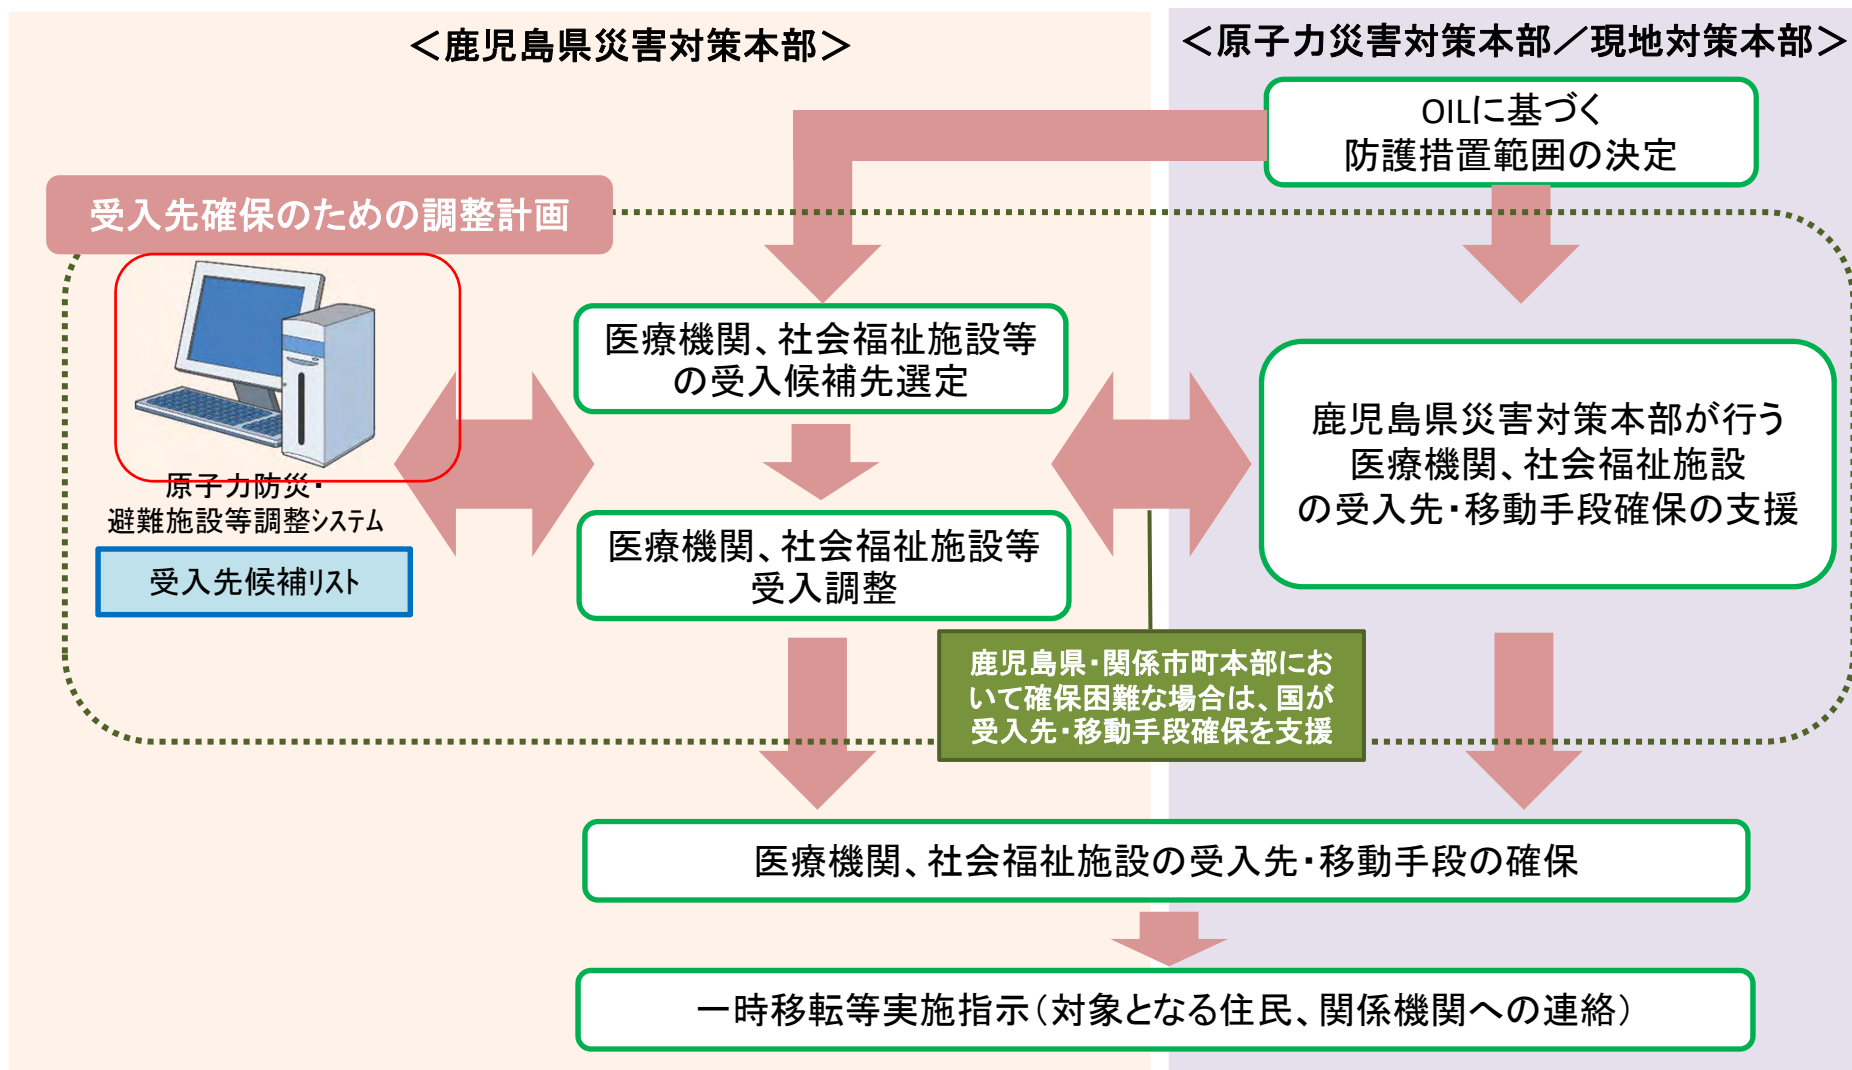 ＜鹿児島県災害対策本部＞
＜原子力災害対策本部／現地対策本部＞
OILに基づく
防護措置範囲の決定
受入先確保のための調整計画
医療機関、社会福祉施設等
の受入候補先選定
原子力防災・
避難施設等調整システム
受入先候補リスト
医療機関、社会福祉施設等
受入調整
鹿児島県災害対策本部が行う
医療機関、社会福祉施設
の受入先・移動手段確保の支援
鹿児島県・関係市町本部にお
いて確保困難な場合は、国が
受入先・移動手段確保を支援
医療機関、社会福祉施設の受入先・移動手段の確保
一時移転等実施指示（対象となる住民、関係機関への連絡）